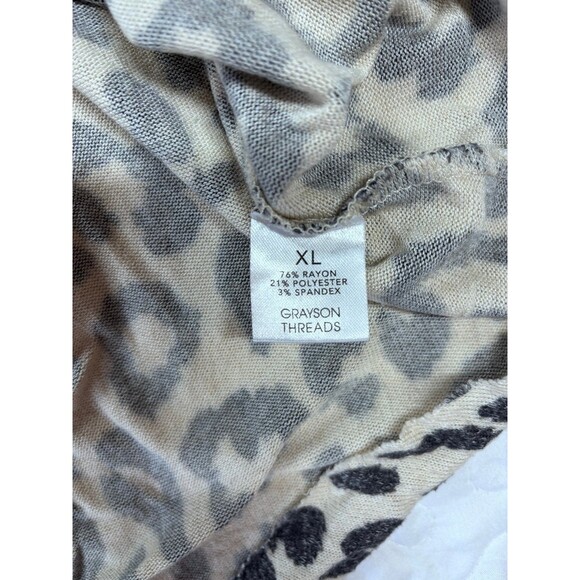 XL
76% RAYON
21% POLYESTER
3% SPANDEX
GRAYSON
THREADS